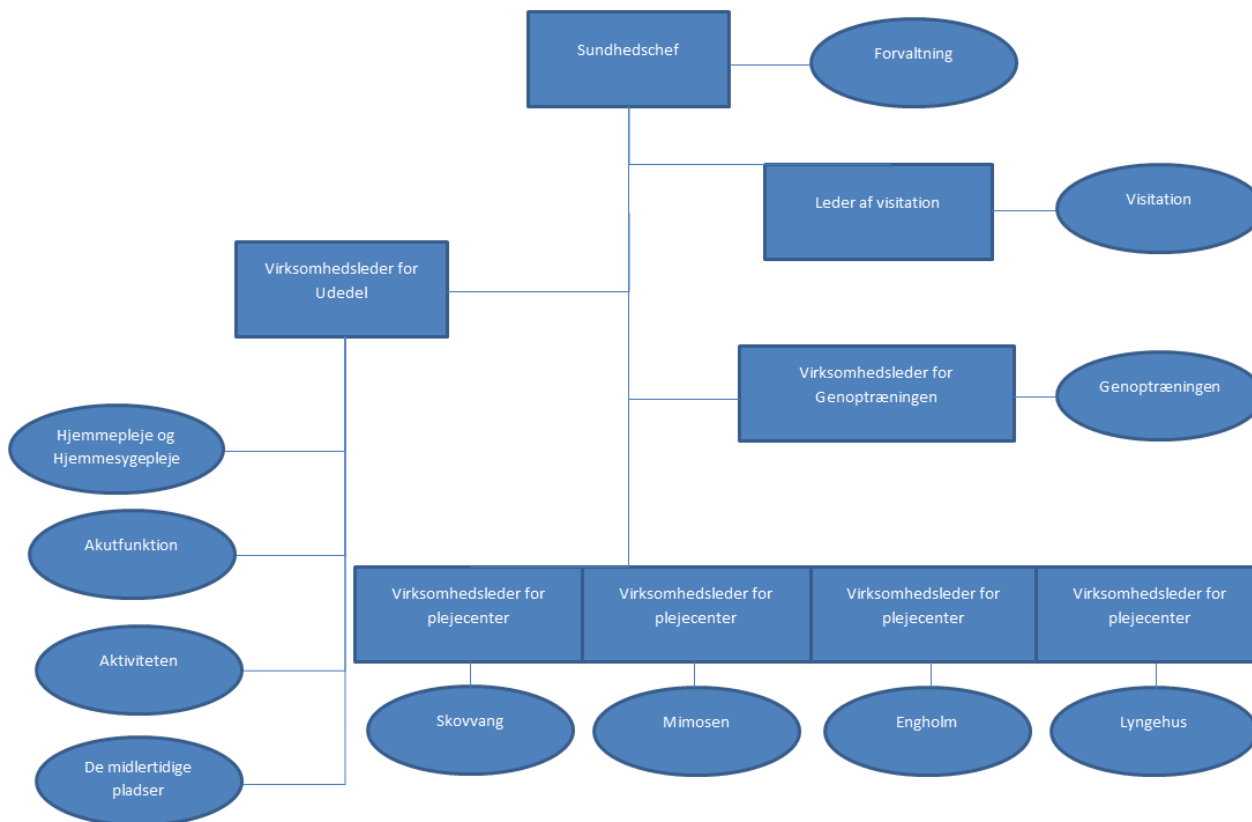 Sundhedschef
Forvaltning
Leder af visitation
Visitation
Virksomhedsleder for
Udedel
Virksomhedsleder for
Genoptræningen
Genoptræningen
Hjemmepleje og
Hjemmesygepleje
Akutfunktion
Aktiviteten
De midlertidige
pladser
Virksomhedsleder for
plejecenter
Virksomhedsleder for
plejecenter
Virksomhedsleder for
plejecenter
Virksomhedsleder for
plejecenter
Skovvang
Mimosen
Engholm
Lyngehus